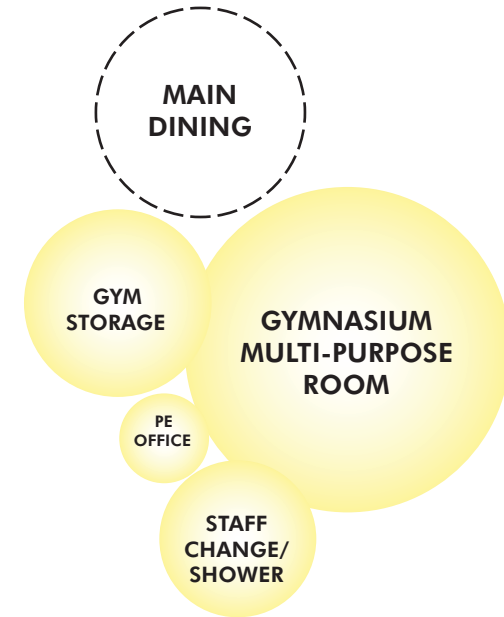 MAIN
DINING
GYM
STORAGE
GYMNASIUM
MULTI-PURPOSE
ROOM
PE
OFFICE
STAFF
CHANGE/
SHOWER